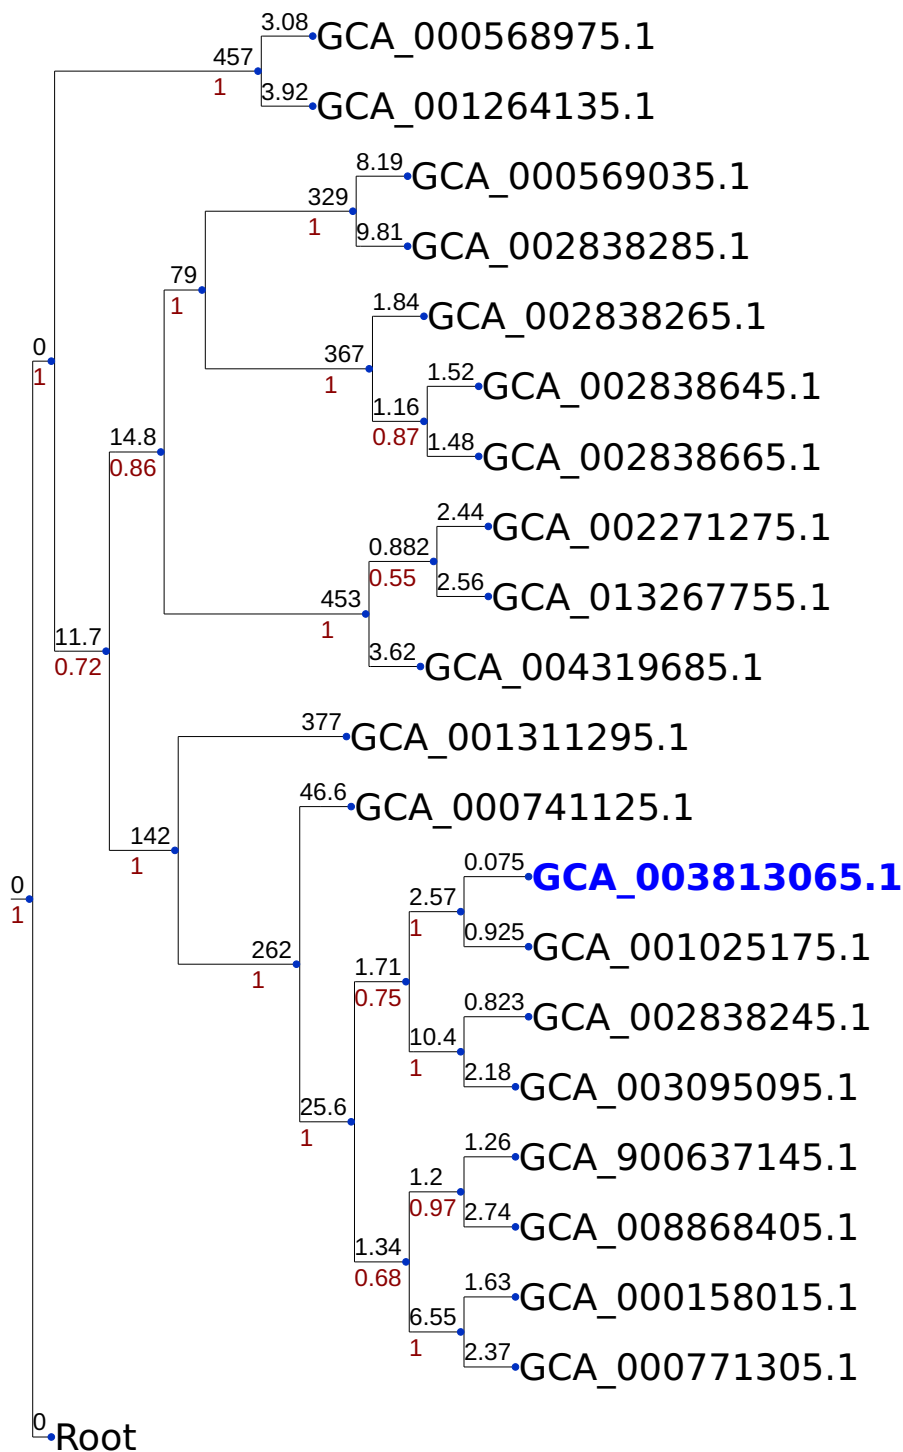 3.08
GCA_000568975.1
457
1
3.92
GCA_001264135.1
8.19
GCA_000569035.1
329
1
9.81
GCA_002838285.1
79
1
1.84
GCA_002838265.1
0
1
367
1
1.52
GCA_002838645.1
1.16
0.87
14.8
0.86
1.48
GCA_002838665.1
2.44
GCA_002271275.1
0.882
0.55
2.56
GCA_013267755.1
453
1
11.7
0.72
3.62
GCA_004319685.1
377
GCA_001311295.1
46.6
GCA_000741125.1
142
1
0.075
GCA_003813065.1
0
1
2.57
1
0.925
GCA_001025175.1
262
1
1.71
0.75
0.823
GCA_002838245.1
10.4
1
2.18
GCA_003095095.1
25.6
1
1.26
GCA_900637145.1
1.2
0.97
2.74
GCA_008868405.1
1.34
0.68
1.63
GCA_000158015.1
6.55
1
2.37
GCA_000771305.1
0
Root